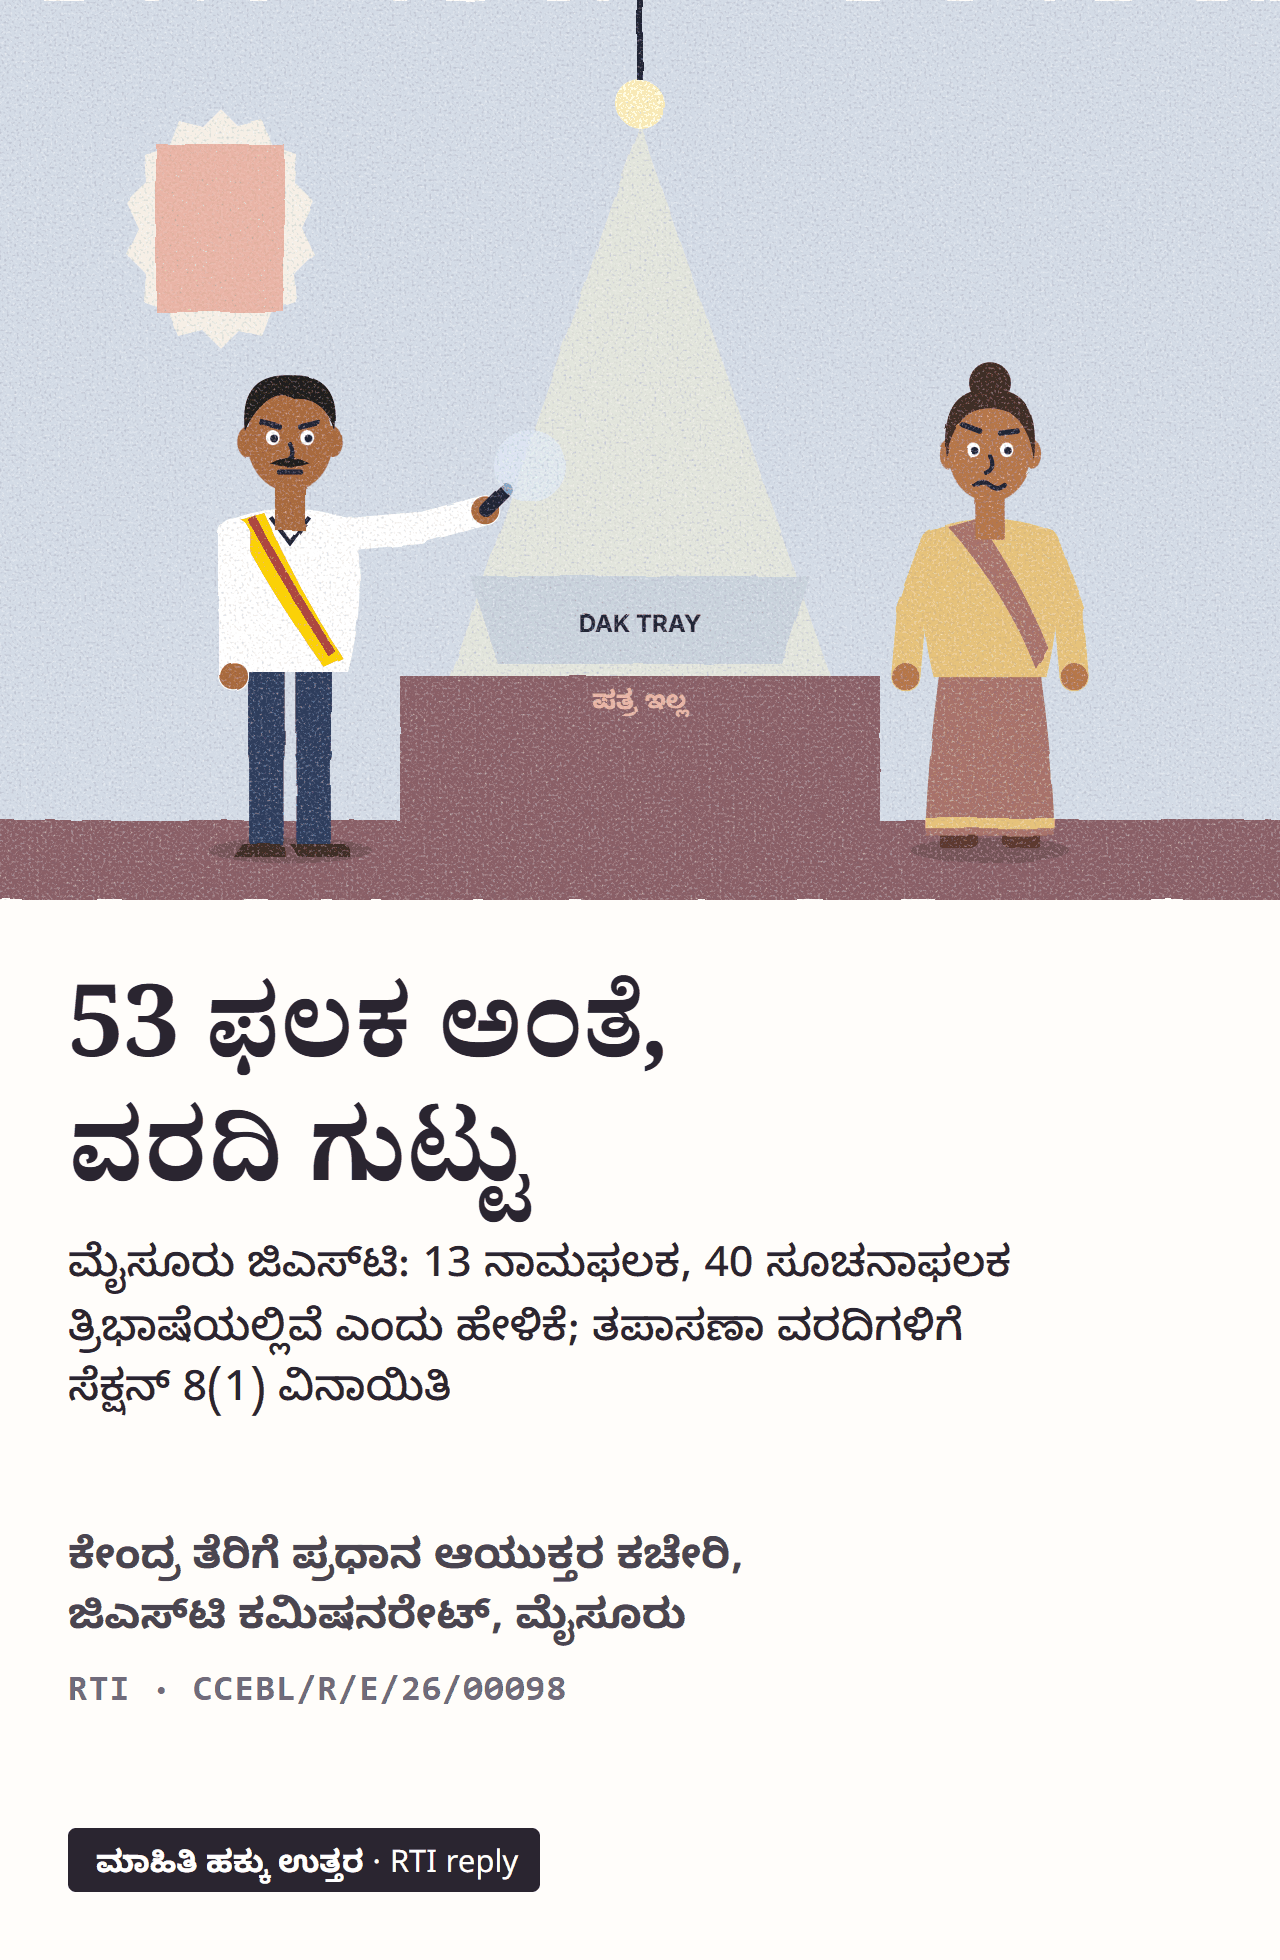 DAK TRAY
ಪತ್ರ ಇಲ್ಲ
53 ಫಲಕ ಅಂತೆ,
ವರದಿ ಗುಟ್ಟು
ಮೈಸೂರು ಜಿಎಸ್‌ಟಿ: 13 ನಾಮಫಲಕ, 40 ಸೂಚನಾಫಲಕ
ತ್ರಿಭಾಷೆಯಲ್ಲಿವೆ ಎಂದು ಹೇಳಿಕೆ; ತಪಾಸಣಾ ವರದಿಗಳಿಗೆ
ಸೆಕ್ಷನ್ 8(1) ವಿನಾಯಿತಿ
ಕೇಂದ್ರ ತೆರಿಗೆ ಪ್ರಧಾನ ಆಯುಕ್ತರ ಕಚೇರಿ,
ಜಿಎಸ್‌ಟಿ ಕಮಿಷನರೇಟ್, ಮೈಸೂರು
RTI · CCEBL/R/E/26/00098
ಮಾಹಿತಿ ಹಕ್ಕು ಉತ್ತರ · RTI reply